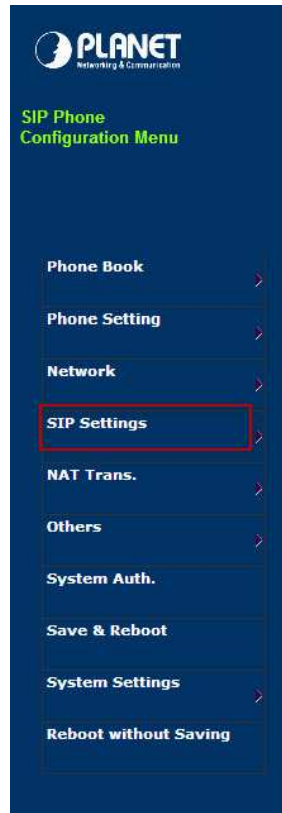 PLANET
Networking & Communication
SIP Phone
Configuration Menu
Phone Book
Phone Setting
Network
SIP Settings
NAT Trans.
Others
System Auth.
Save & Reboot
System Settings
Reboot without Saving